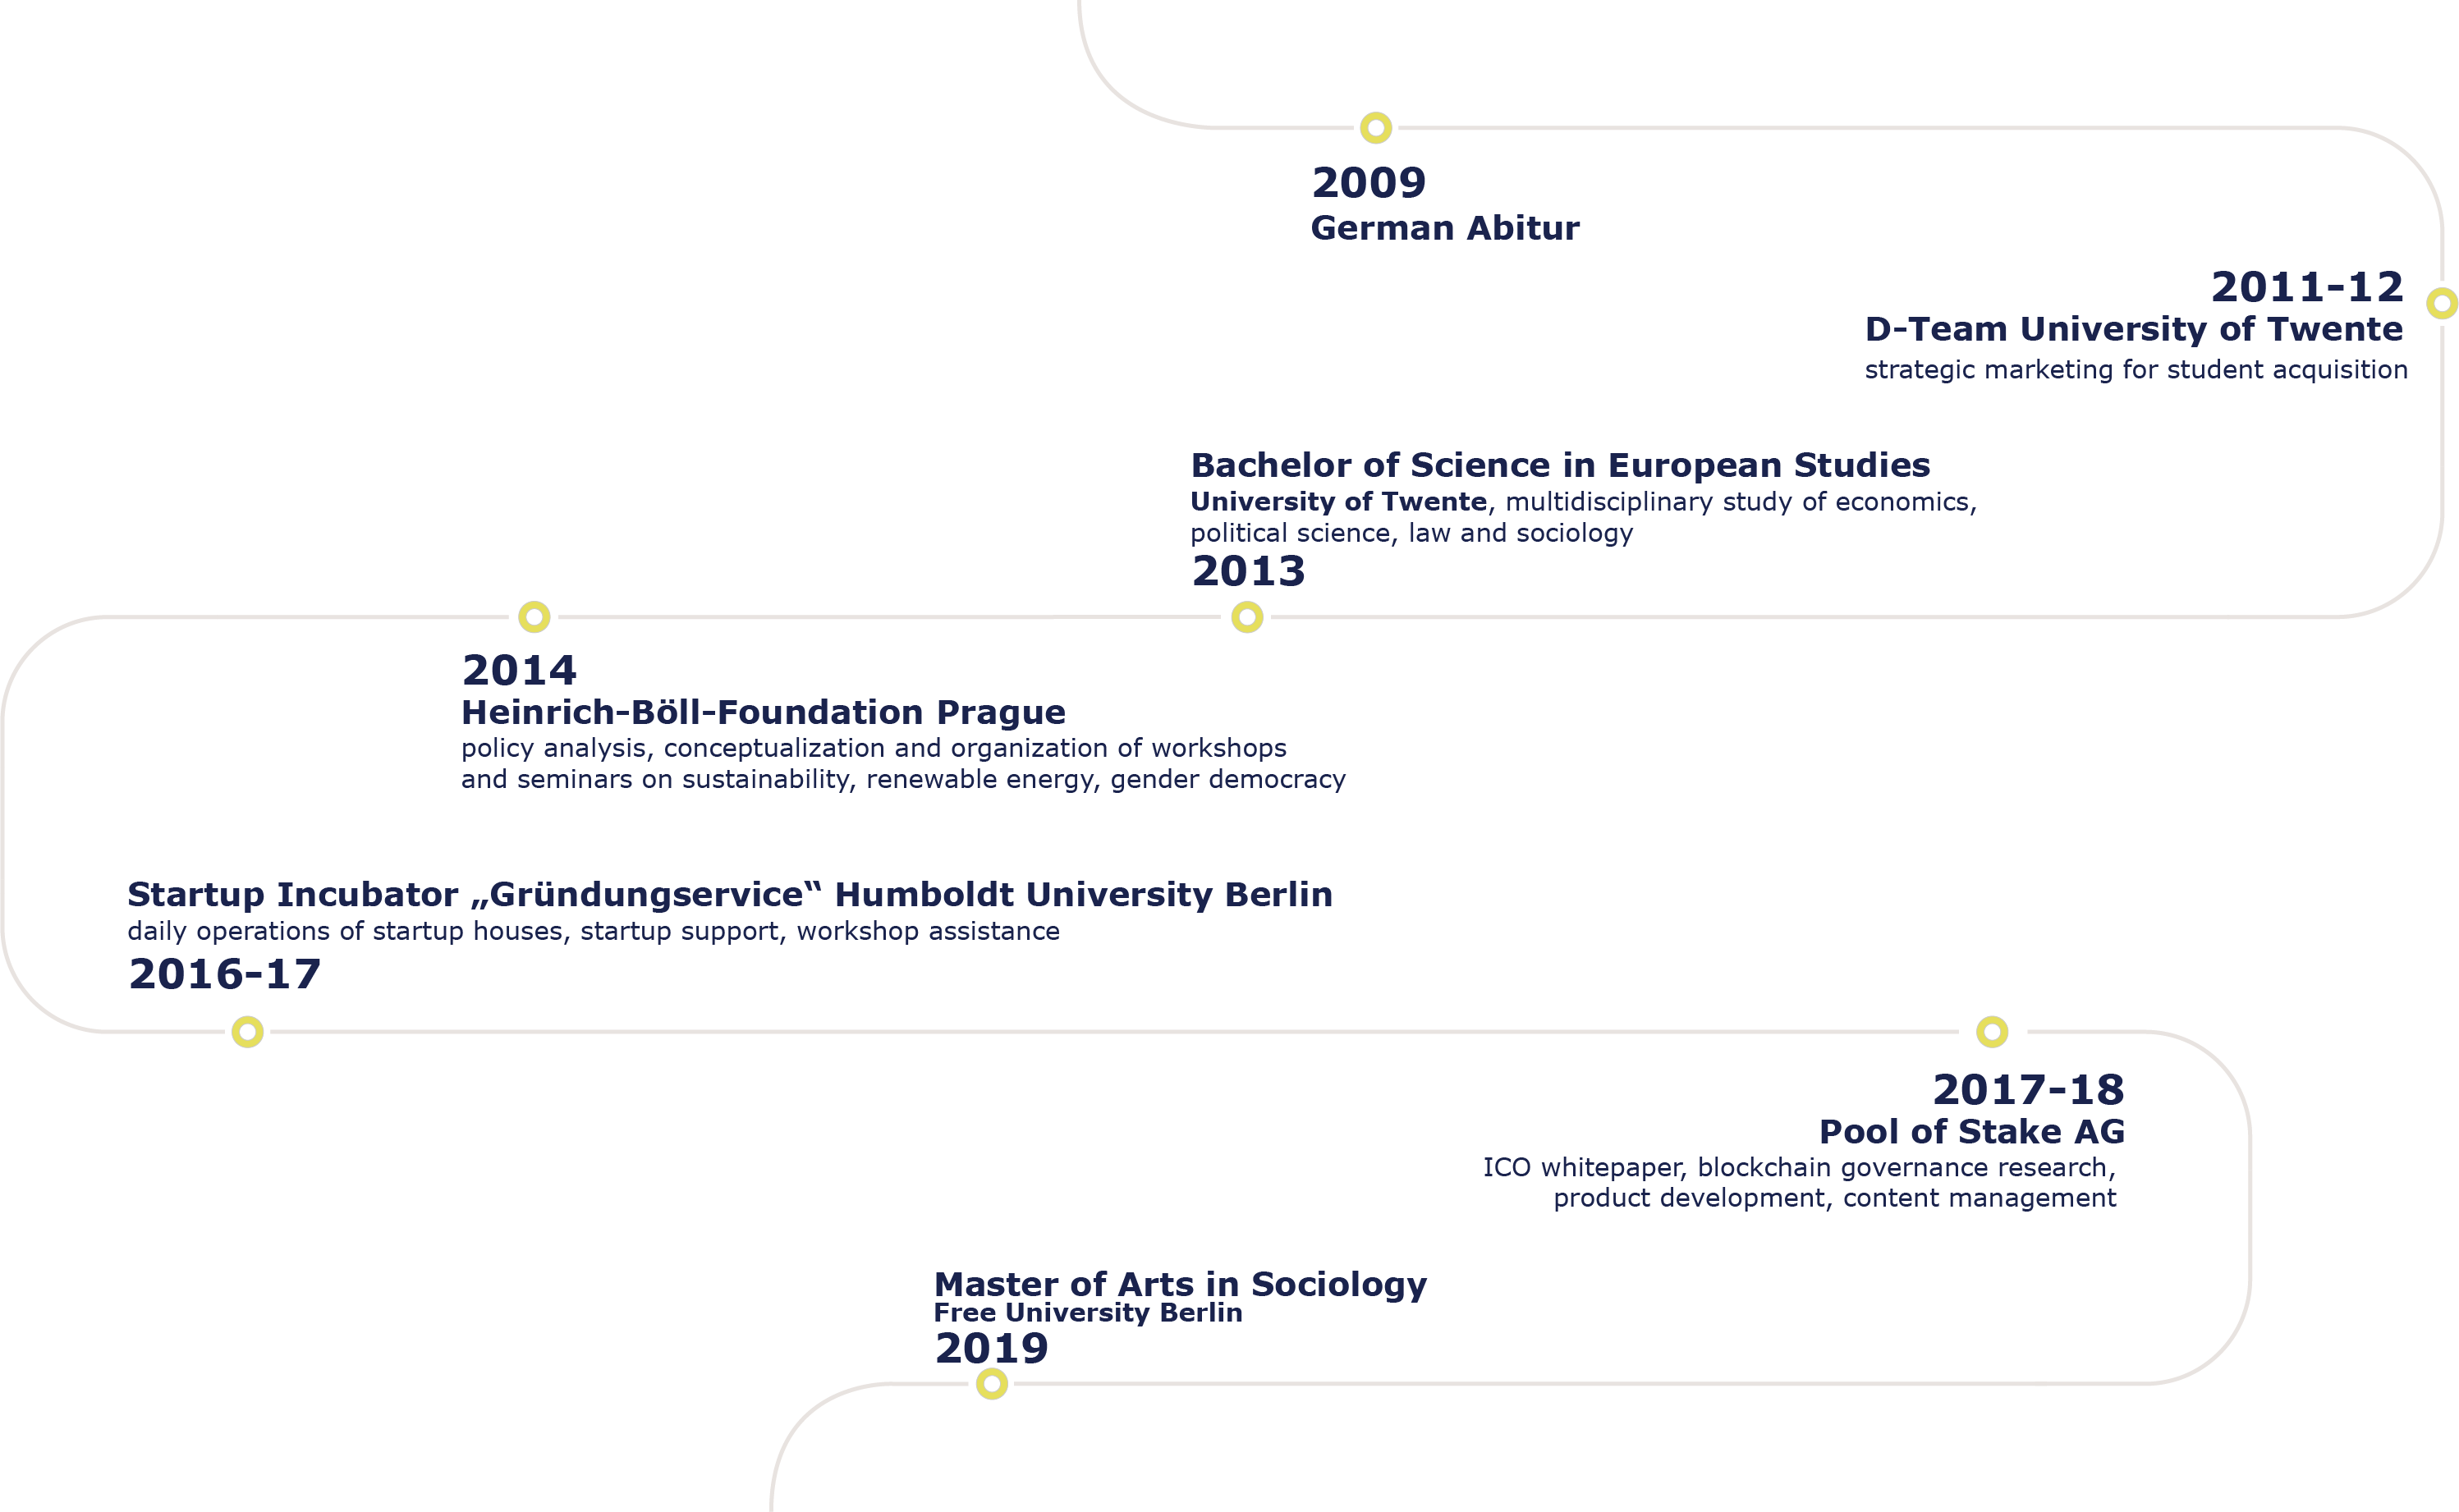 2009
German Abitur
2011-12
D-Team University of Twente
strategic marketing for student acquisition
Bachelor of Science in European Studies
University of Twente, multidisciplinary study of economics,
political science, law and sociology
2013
2014
Heinrich-Böll-Foundation Prague
policy analysis, conceptualization and organization of workshops
and seminars on sustainability, renewable energy, gender democracy
Startup Incubator „Gründungservice‟ Humboldt University Berlin
daily operations of startup houses, startup support, workshop assistance
2016-17
2017-18
Pool of Stake AG
ICO whitepaper, blockchain governance research,
product development, content management
Master of Arts in Sociology
Free University Berlin
2019